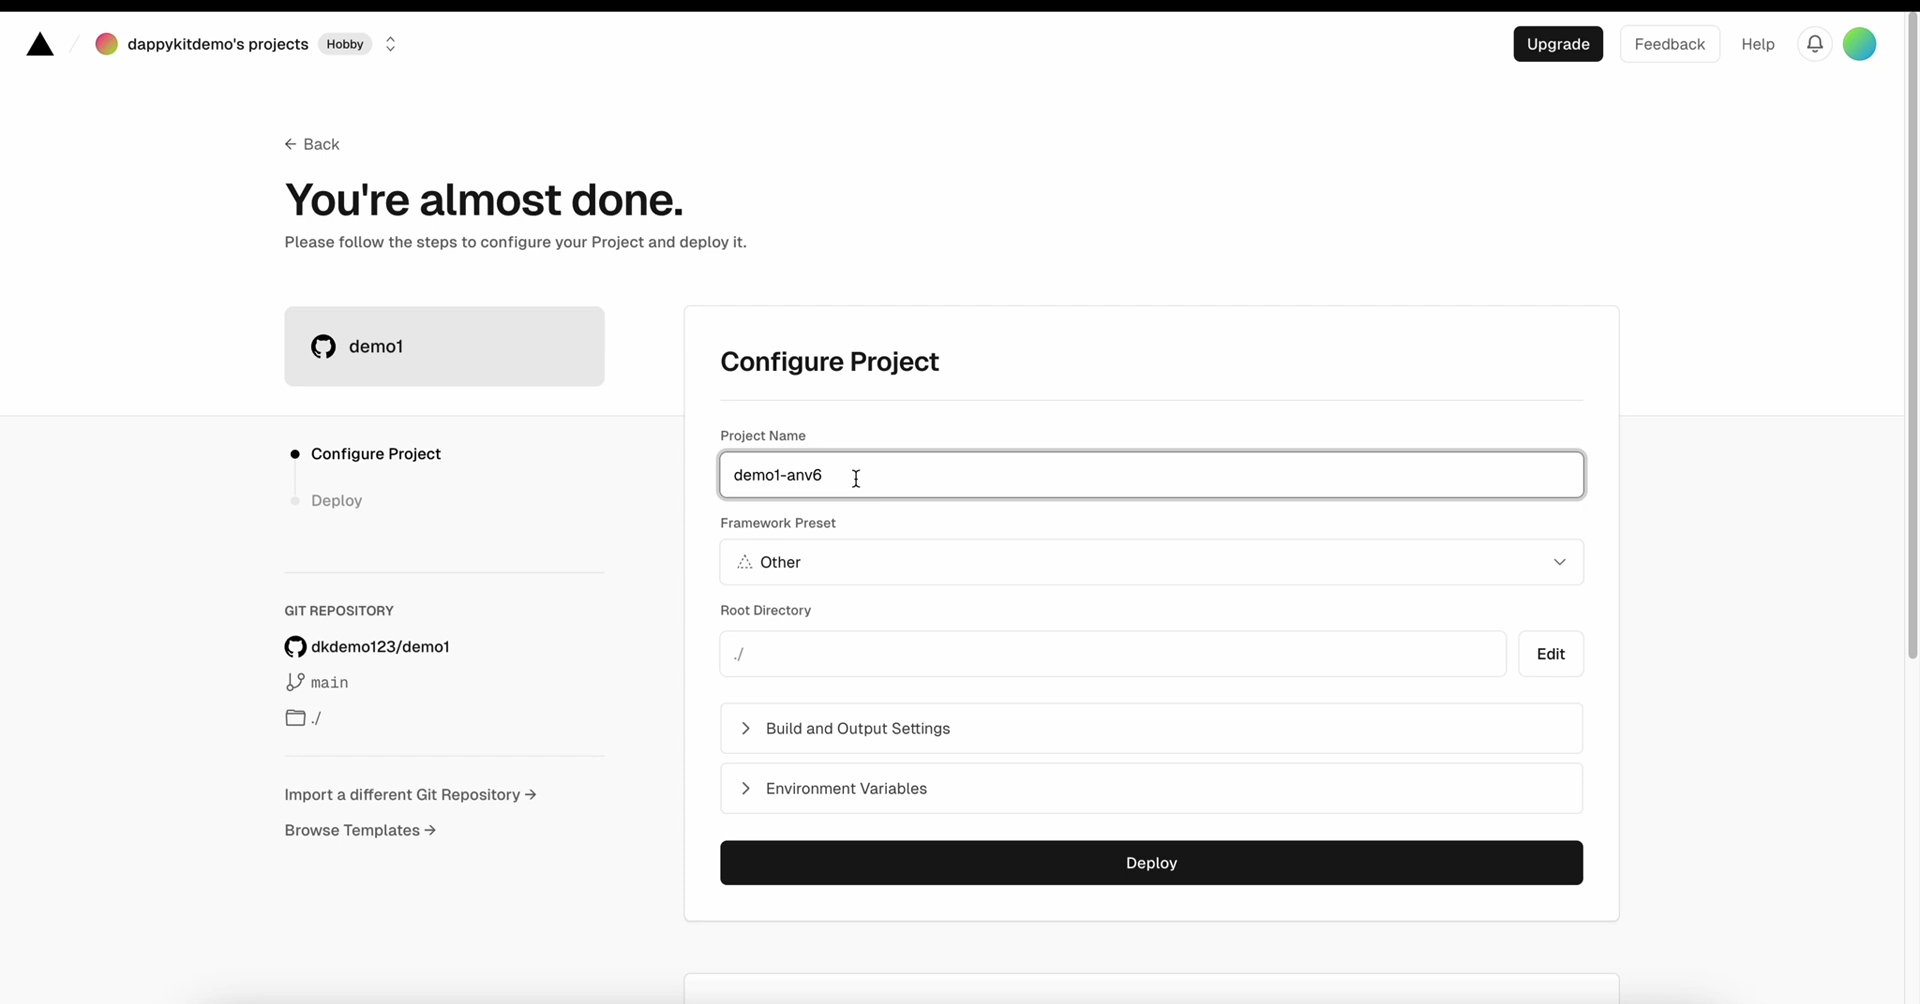 dappykitdemo's projects Hobby
Upgrade
Feedback
Help
← Back
You're almost done.
Please follow the steps to configure your Project and deploy it.
demo1
Configure Project
Deploy
GIT REPOSITORY
dkdemo123/demo1
main
./
Import a different Git Repository →
Browse Templates →
Configure Project
Project Name
demo1-anv6
Framework Preset
Other
Root Directory
./
Edit
Build and Output Settings
Environment Variables
Deploy